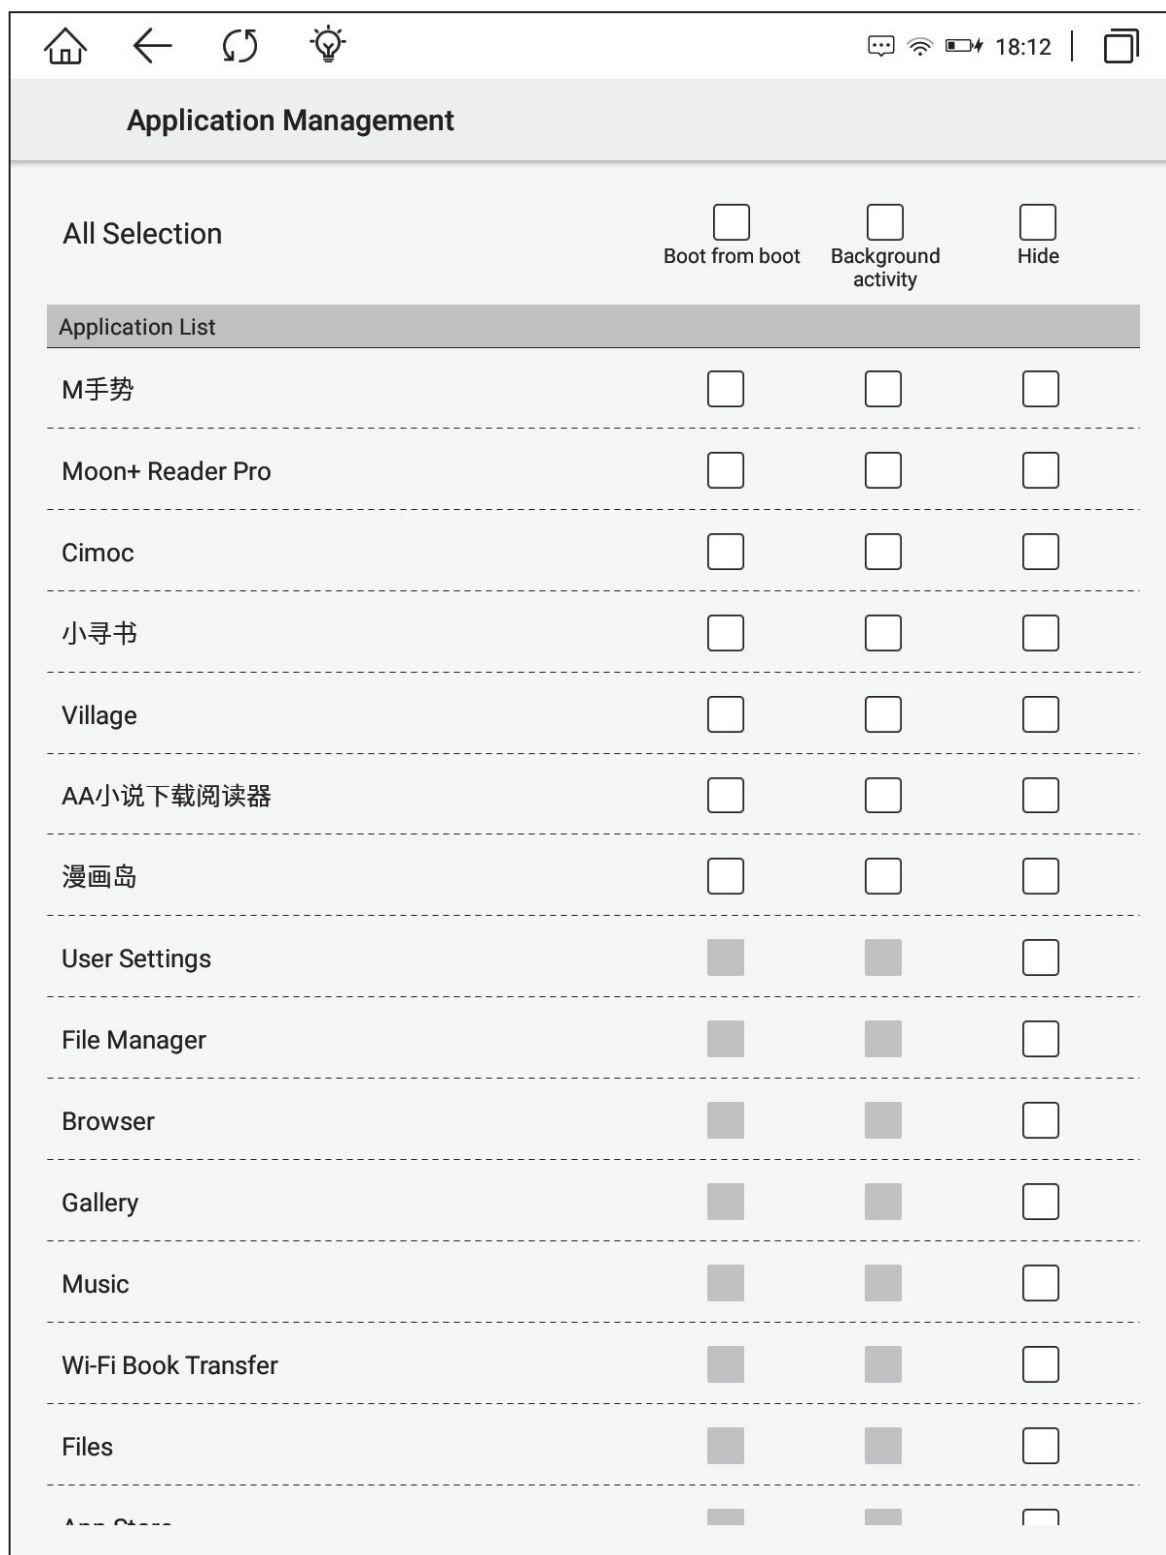 18:12
Application Management
All Selection
Boot from boot
Background
activity
Hide
Application List
M手势
Moon+ Reader Pro
Cimoc
小寻书
Village
AA小说下载阅读器
漫画岛
User Settings
File Manager
Browser
Gallery
Music
Wi-Fi Book Transfer
Files
App Store